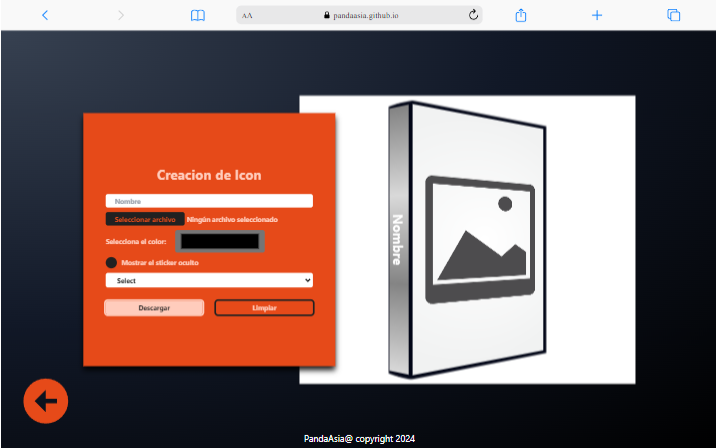 AA
pandaasia.github.io
Creacion de Icon
Nombre
Seleccionar archivo Ningún archivo seleccionado
Selecciona el color:
Mostrar el sticker oculto
Select
Descargar
Limpiar
Nombre
PandaAsia@ copyright 2024